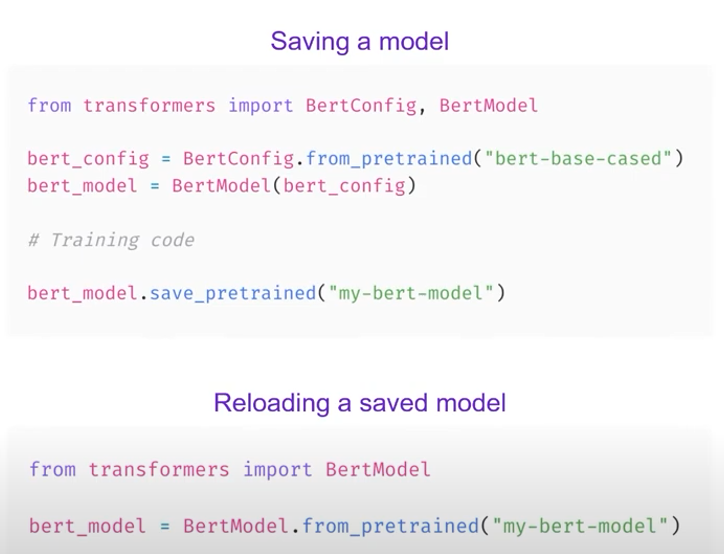 Saving a model
from transformers import BertConfig, BertModel
bert_config = BertConfig.from_pretrained("bert-base-cased")
bert_model = BertModel(bert_config)
# Training code
bert_model.save_pretrained("my-bert-model")
Reloading a saved model
from transformers import BertModel
bert_model = BertModel.from_pretrained("my-bert-model")